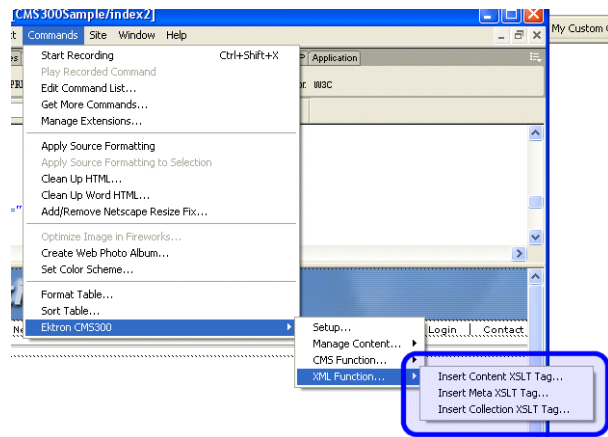 [CMS300Sample/index2]
Commands Site Window Help
My Custom
Start Recording Ctrl+Shift+X
Application
Play Recorded Command
Edit Command List...
W3C
Get More Commands...
Manage Extensions...
Apply Source Formatting
Apply Source Formatting to Selection
Clean Up HTML...
Clean Up Word HTML...
Add/Remove Netscape Resize Fix...
Optimize Image in Fireworks...
Create Web Photo Album...
Set Color Scheme...
Format Table...
Sort Table...
Ektron CMS300
Setup...
Login | Contact
Manage Content...
CMS Function...
XML Function...
Insert Content XSLT Tag...
Insert Meta XSLT Tag...
Insert Collection XSLT Tag...